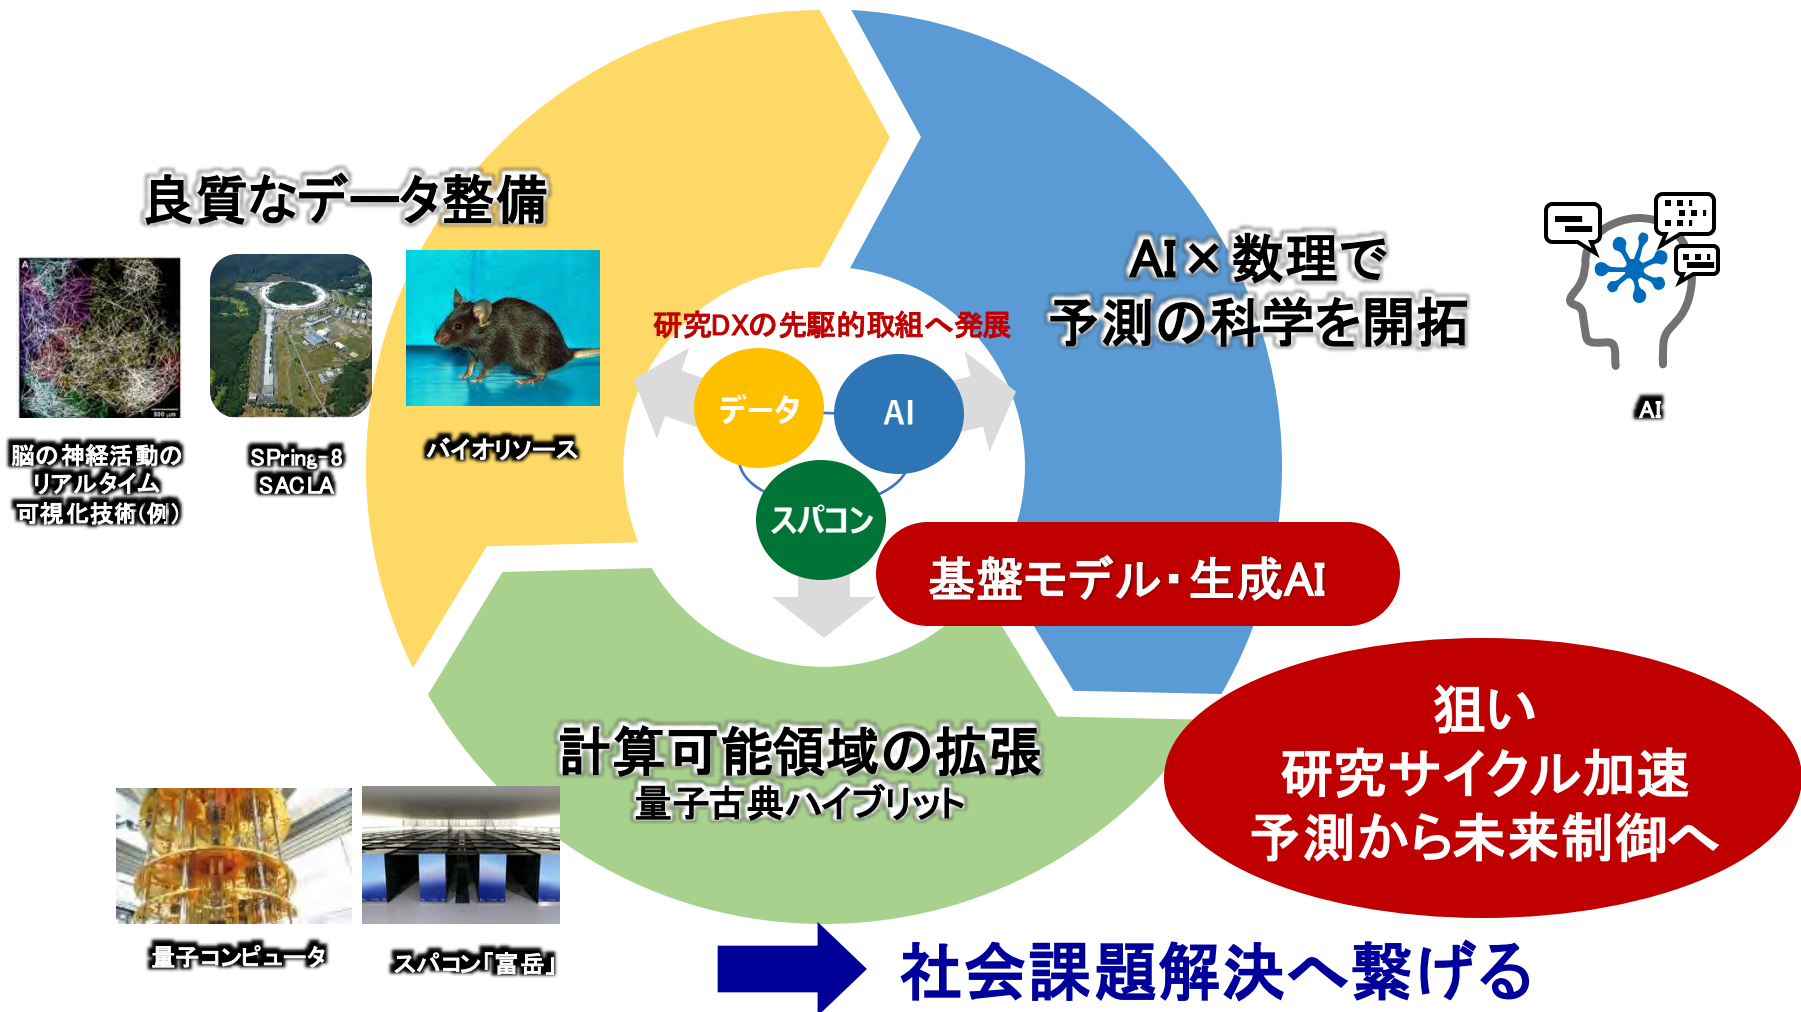 良質なデータ整備
A
500 μm
脳の神経活動の
リアルタイム
可視化技術(例)
SPring-8
SACLA
バイオリソース
研究DXの先駆的取組へ発展
データ
AI
スパコン
AI×数理で
予測の科学を開拓
AI
基盤モデル・生成AI
狙い
研究サイクル加速
予測から未来制御へ
計算可能領域の拡張
量子古典ハイブリット
量子コンピュータ
スパコン「富岳」
社会課題解決へ繋げる